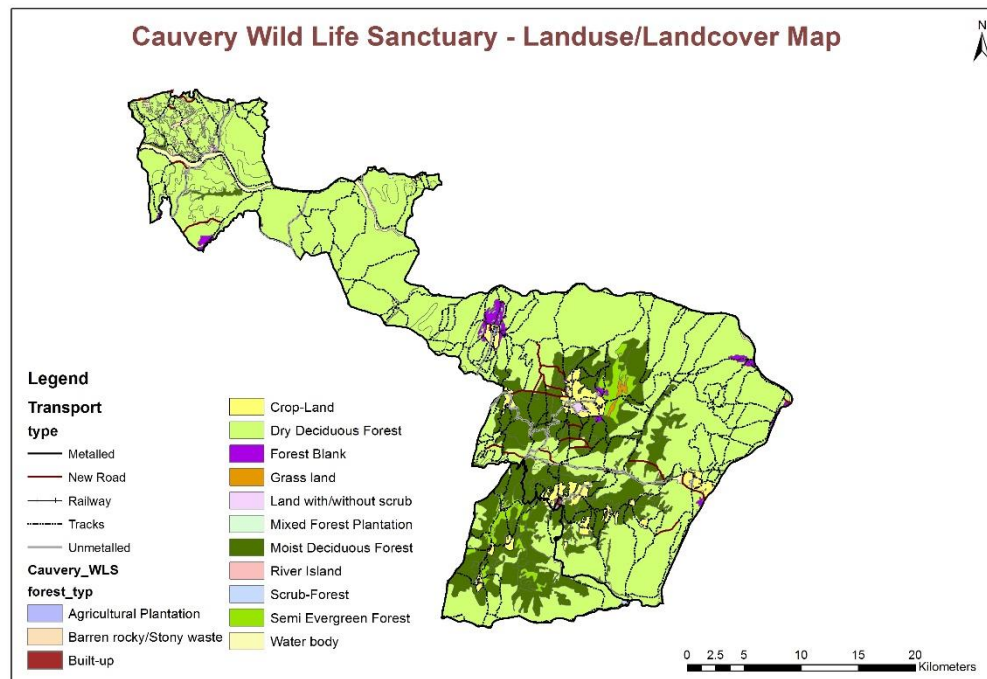 Cauvery Wild Life Sanctuary - Landuse/Landcover Map
N
Legend
Transport
type
Metalled
New Road
Railway
Tracks
Unmetalled
Cauvery_WLS
forest_typ
Agricultural Plantation
Barren rocky/Stony waste
Built-up
Crop-Land
Dry Deciduous Forest
Forest Blank
Grass land
Land with/without scrub
Mixed Forest Plantation
Moist Deciduous Forest
River Island
Scrub-Forest
Semi Evergreen Forest
Water body
0 2.5 5 10 15 20
Kilometers